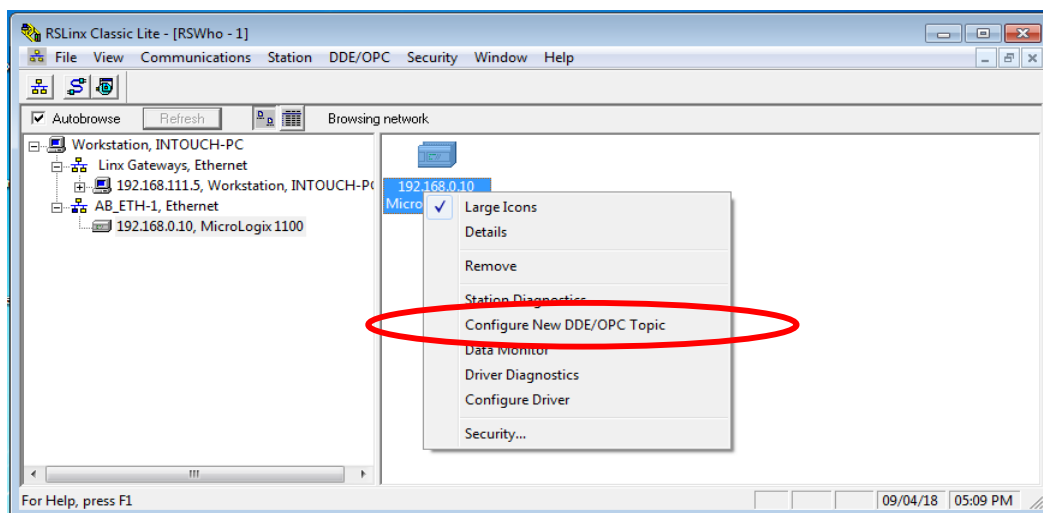 RSLinx Classic Lite - [RSWho - 1]
File View Communications Station DDE/OPC Security Window Help
Autobrowse Refresh Browsing network
Workstation, INTOUCH-PC
Linx Gateways, Ethernet
192.168.111.5, Workstation, INTOUCH-P
AB_ETH-1, Ethernet
192.168.0.10, MicroLogix 1100
192.168.0.10
Micro
Large Icons
Details
Remove
Station Diagnostics
Configure New DDE/OPC Topic
Data Monitor
Driver Diagnostics
Configure Driver
Security...
For Help, press F1 09/04/18 05:09 PM